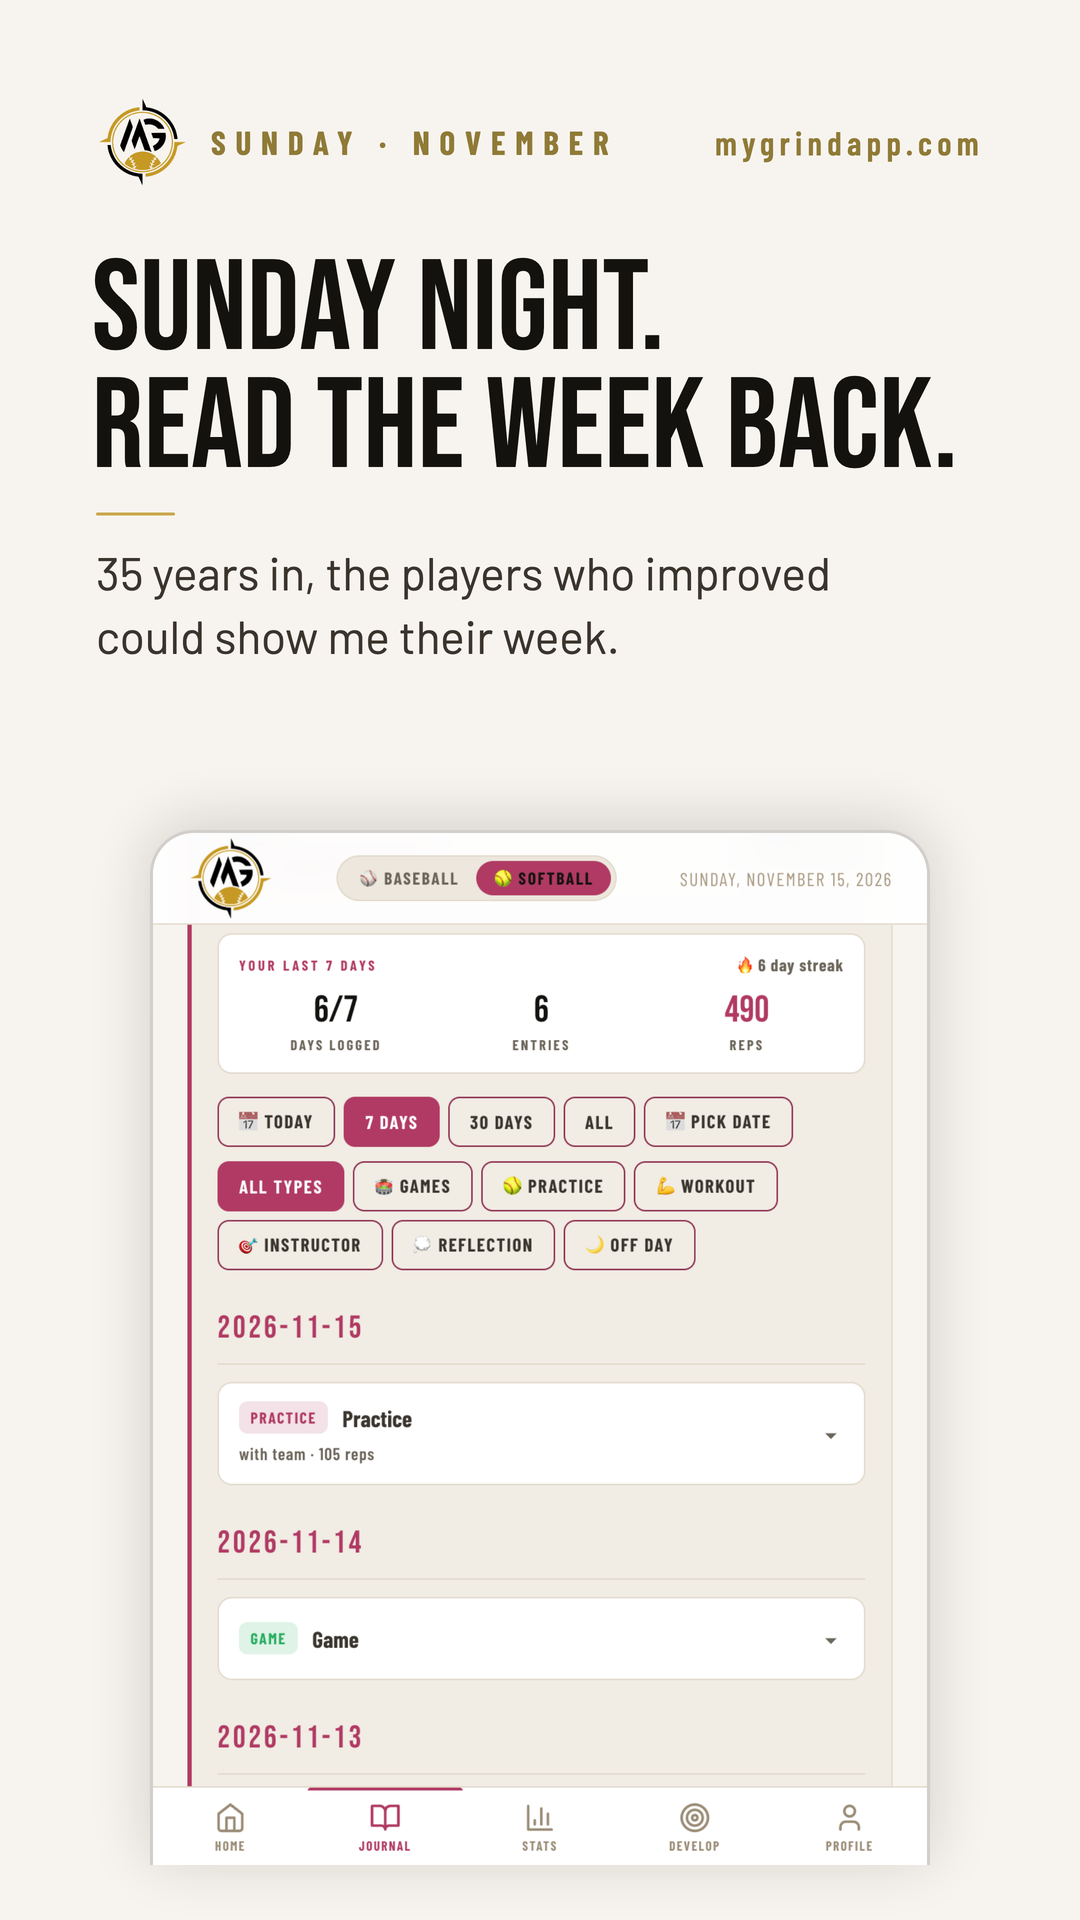 MG
SUNDAY · NOVEMBER
mygrindapp.com
SUNDAY NIGHT.
READ THE WEEK BACK.
35 years in, the players who improved
could show me their week.
MG
BASEBALL
SOFTBALL
SUNDAY, NOVEMBER 15, 2026
YOUR LAST 7 DAYS
6 day streak
6/7
6
490
DAYS LOGGED
ENTRIES
REPS
17 TODAY
7 DAYS
30 DAYS
ALL
17 PICK DATE
ALL TYPES
GAMES
PRACTICE
WORKOUT
INSTRUCTOR
REFLECTION
OFF DAY
2026-11-15
PRACTICE Practice
with team · 105 reps
2026-11-14
GAME Game
2026-11-13
HOME
JOURNAL
STATS
DEVELOP
PROFILE